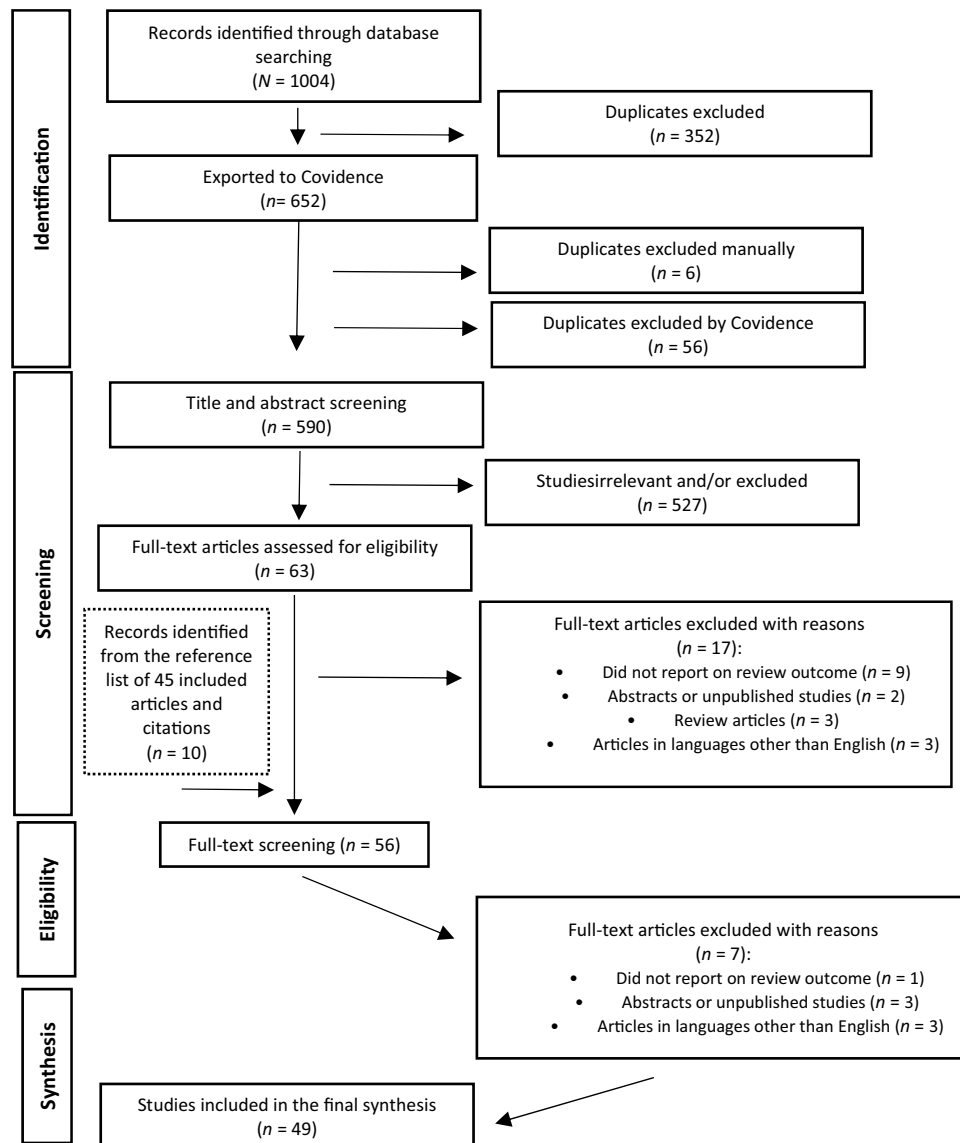 Identification
Records identified through database
searching
(N = 1004)
Duplicates excluded
(n = 352)
Exported to Covidence
(n= 652)
Duplicates excluded manually
(n = 6)
Duplicates excluded by Covidence
(n = 56)
Screening
Title and abstract screening
(n = 590)
Studiesirrelevant and/or excluded
(n = 527)
Full-text articles assessed for eligibility
(n = 63)
Records identified
from the reference
list of 45 included
articles and
citations
(n = 10)
Full-text articles excluded with reasons
(n = 17):
• Did not report on review outcome (n = 9)
• Abstracts or unpublished studies (n = 2)
• Review articles (n = 3)
• Articles in languages other than English (n = 3)
Eligibility
Full-text screening (n = 56)
Full-text articles excluded with reasons
(n = 7):
• Did not report on review outcome (n = 1)
• Abstracts or unpublished studies (n = 3)
• Articles in languages other than English (n = 3)
Synthesis
Studies included in the final synthesis
(n = 49)